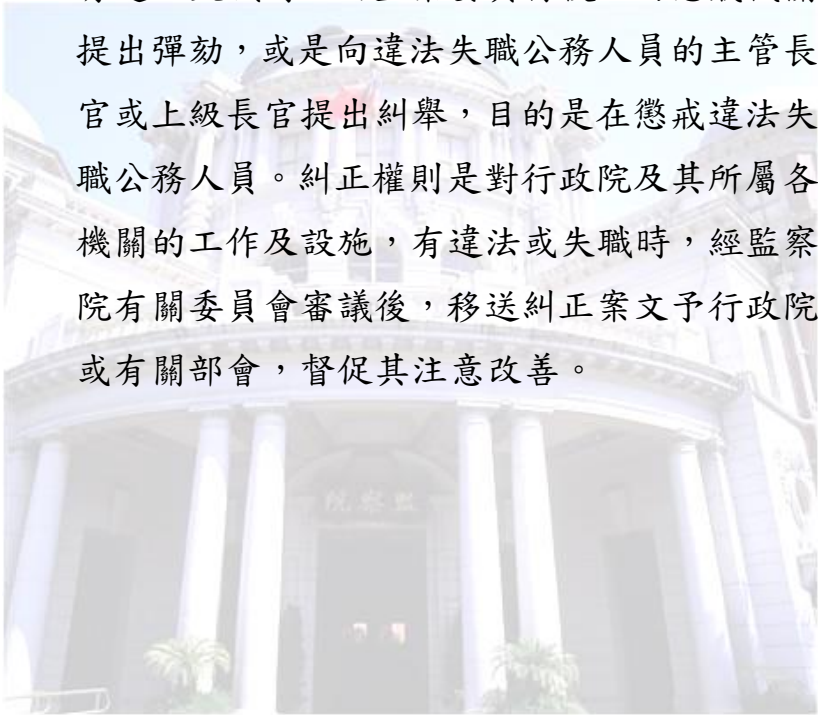 提出彈劾，或是向違法失職公務人員的主管長
官或上級長官提出糾舉，目的是在懲戒違法失
職公務人員。糾正權則是對行政院及其所屬各
機關的工作及設施，有違法或失職時，經監察
院有關委員會審議後，移送糾正案文予行政院
或有關部會，督促其注意改善。
院察監